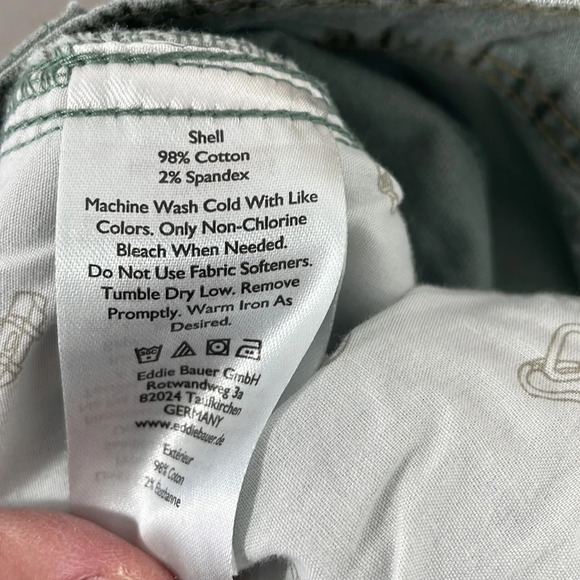 Shell
98% Cotton
2% Spandex
Machine Wash Cold With Like
Colors. Only Non-Chlorine
Bleach When Needed.
Do Not Use Fabric Softeners.
Tumble Dry Low. Remove
Promptly. Warm Iron As
Desired.
Eddie Bauer GmbH
Rotwandweg 3a
82024 Taufkirchen
GERMANY
www.eddiebauer.de
Extérieur
98% Coton
2% Élasthanne